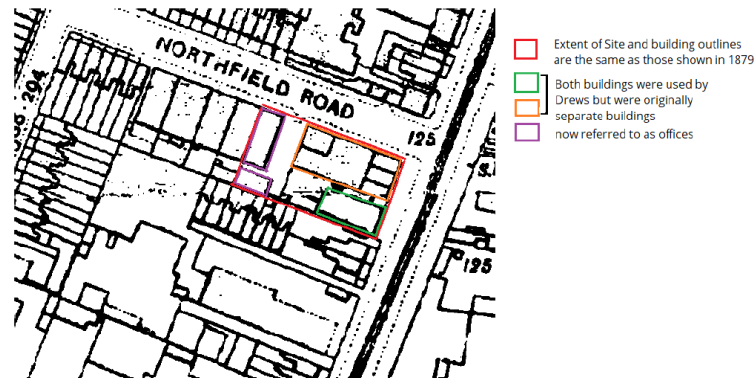 NORTHFIELD ROAD
294
125
125
Extent of Site and building outlines
are the same as those shown in 1879
Both buildings were used by
Drews but were originally
separate buildings
now referred to as offices